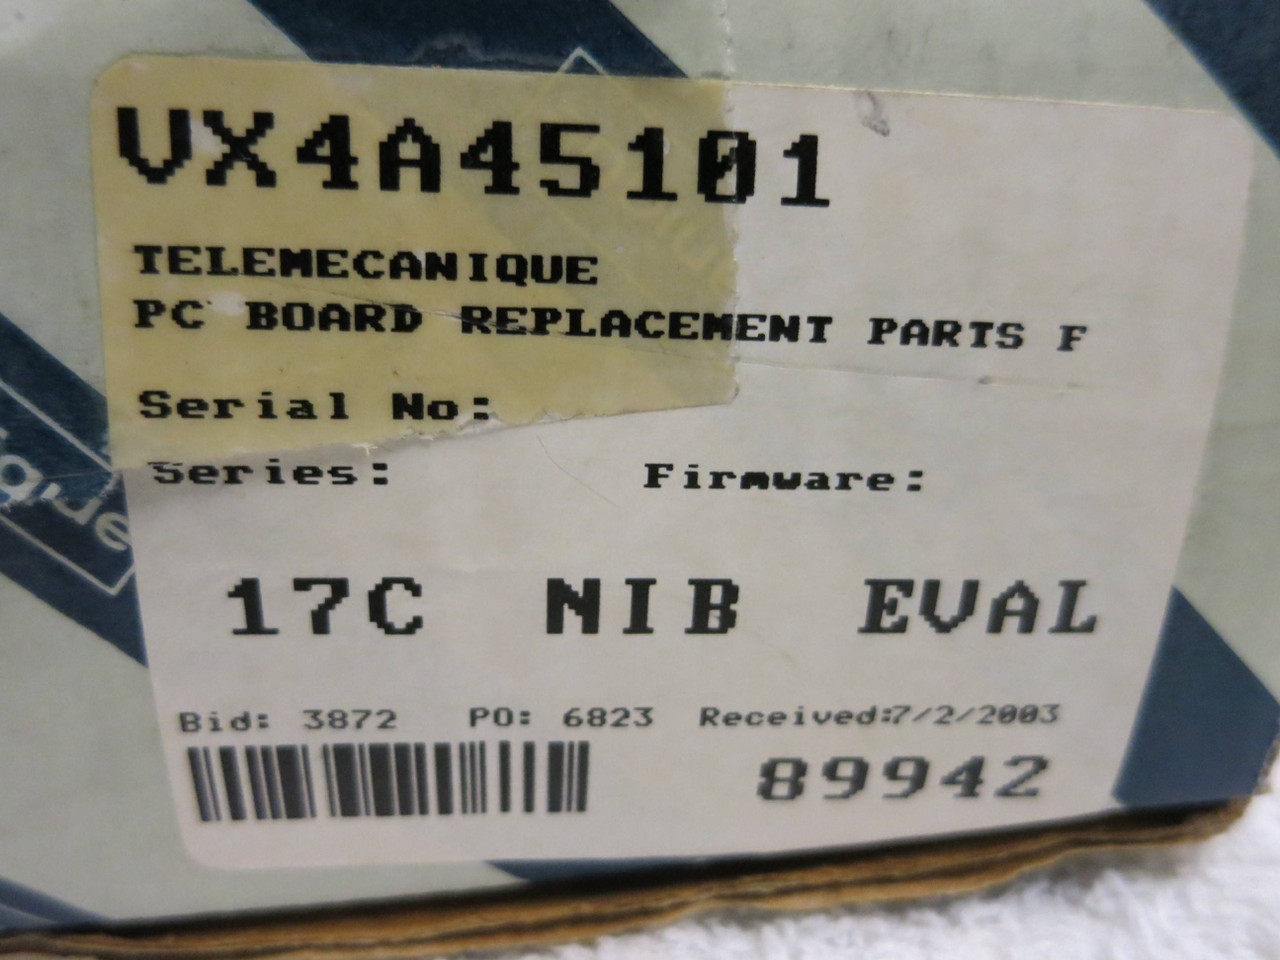 VX4A45101
TELEMECANIQUE
PC BOARD REPLACEMENT PARTS F
Serial No:
Series: Firmware:
17C NIB EVAL
Bid: 3872 PO: 6823 Received:7/2/2003
89942